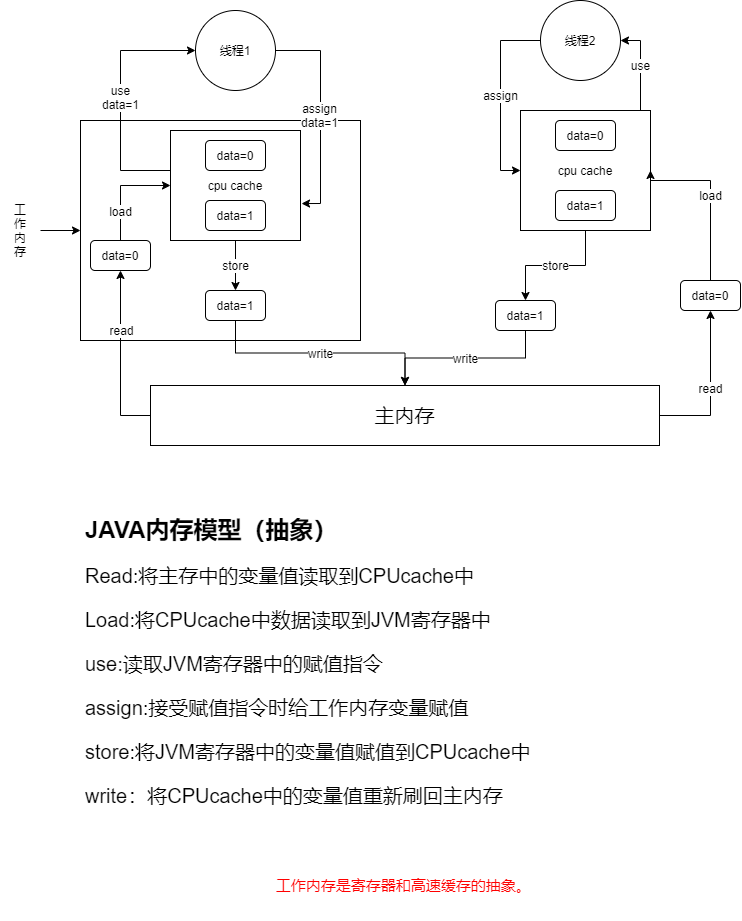 线程1
线程2
use
data=1
assign
data=1
assign
use
data=0
cpu cache
data=1
data=0
cpu cache
data=1
工作内存
load
data=0
store
data=1
read
write
store
data=1
write
load
data=0
read
主内存
JAVA内存模型（抽象）
Read:将主存中的变量值读取到CPUcache中
Load:将CPUcache中数据读取到JVM寄存器中
use:读取JVM寄存器中的赋值指令
assign:接受赋值指令时给工作内存变量赋值
store:将JVM寄存器中的变量值赋值到CPUcache中
write：将CPUcache中的变量值重新刷回主内存
工作内存是寄存器和高速缓存的抽象。